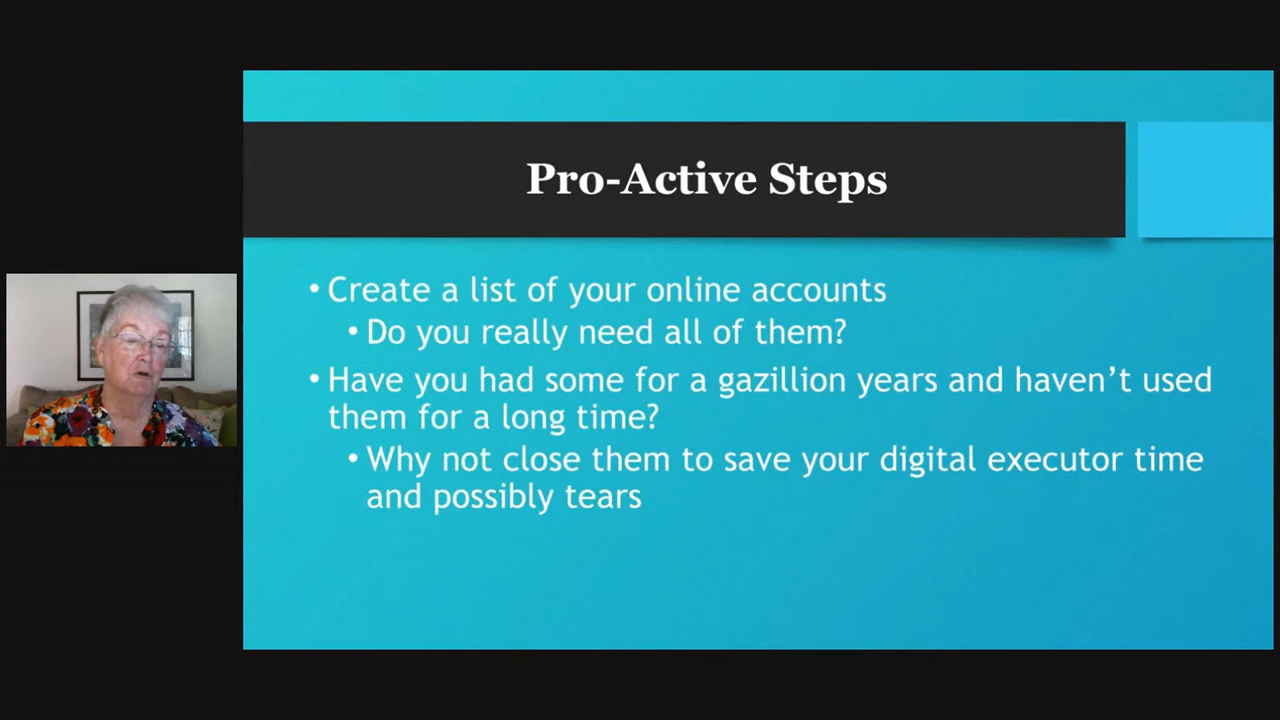 Pro-Active Steps
• Create a list of your online accounts
• Do you really need all of them?
• Have you had some for a gazillion years and haven’t used
them for a long time?
• Why not close them to save your digital executor time
and possibly tears